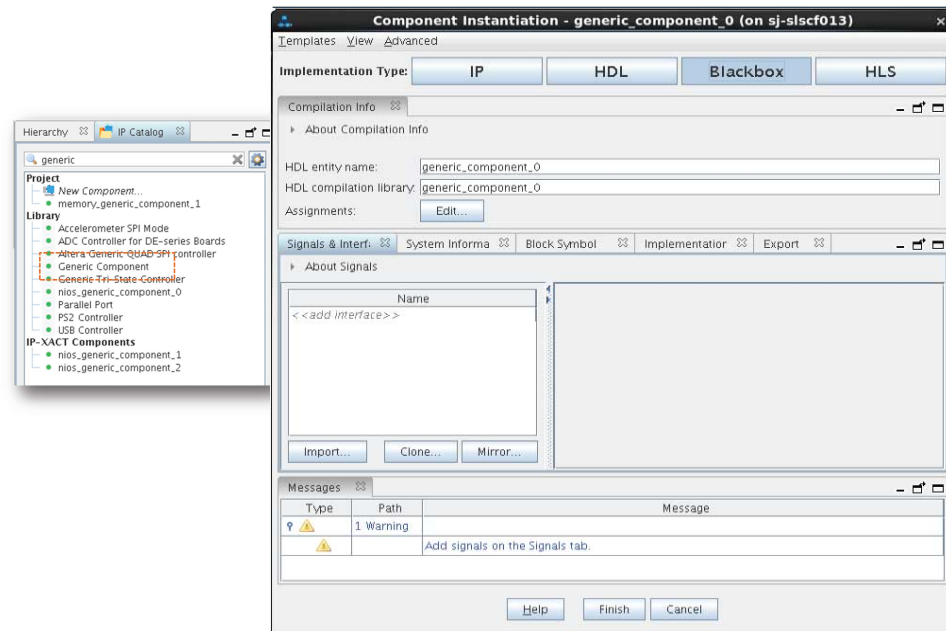 Hierarchy IP Catalog
generic
Project
New Component...
memory_generic_component_1
Library
Accelerometer SPI Mode
ADC Controller for DE-series Boards
Altera Generic QUAD SPI controller
Generic Component
Generic Tri-State Controller
nios_generic_component_0
Parallel Port
PS2 Controller
USB Controller
IP-XACT Components
nios_generic_component_1
nios_generic_component_2
Component Instantiation - generic_component_0 (on sj-slscf013)
Templates View Advanced
Implementation Type: IP HDL Blackbox HLS
Compilation Info
About Compilation Info
HDL entity name: generic_component_0
HDL compilation library: generic_component_0
Assignments: Edit...
Signals & Interf: System Informa Block Symbol Implementation Export
About Signals
Name
<<add interface>>
Import... Clone... Mirror...
Messages
Type Path Message
1 Warning
Add signals on the Signals tab.
Help Finish Cancel